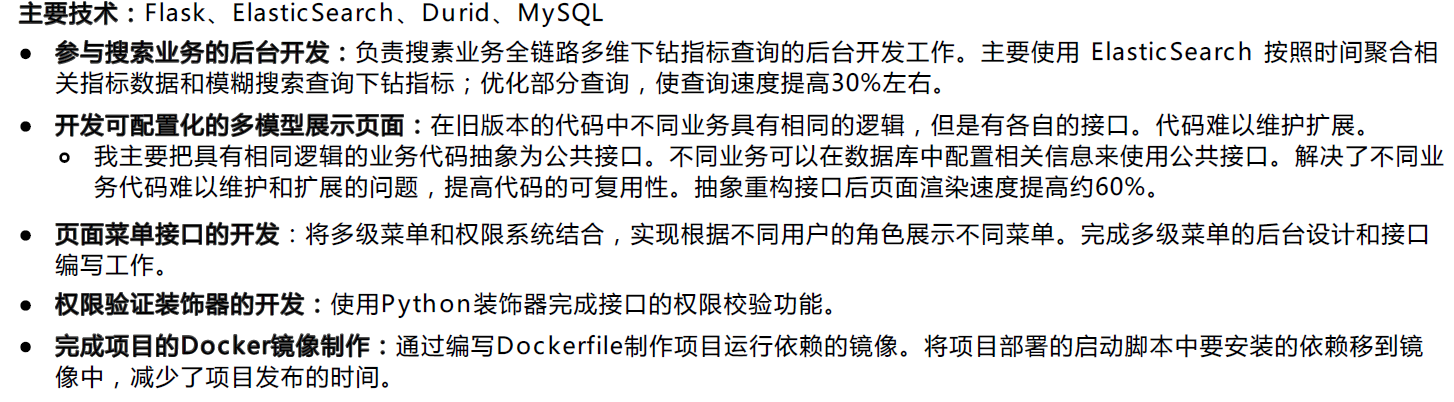 主要技术：Flask、ElasticSearch、Durid、MySQL
● 参与搜索业务的后台开发：负责搜素业务全链路多维下钻指标查询的后台开发工作。主要使用 ElasticSearch 按照时间聚合相
关指标数据和模糊搜索查询下钻指标；优化部分查询，使查询速度提高30%左右。
● 开发可配置化的多模型展示页面：在旧版本的代码中不同业务具有相同的逻辑，但是有各自的接口。代码难以维护扩展。
○ 我主要把具有相同逻辑的业务代码抽象为公共接口。不同业务可以在数据库中配置相关信息来使用公共接口。解决了不同业
务代码难以维护和扩展的问题，提高代码的可复用性。抽象重构接口后页面渲染速度提高约60%。
● 页面菜单接口的开发：将多级菜单和权限系统结合，实现根据不同用户的角色展示不同菜单。完成多级菜单的后台设计和接口
编写工作。
● 权限验证装饰器的开发：使用Python装饰器完成接口的权限校验功能。
● 完成项目的Docker镜像制作：通过编写Dockerfile制作项目运行依赖的镜像。将项目部署的启动脚本中要安装的依赖移到镜
像中，减少了项目发布的时间。